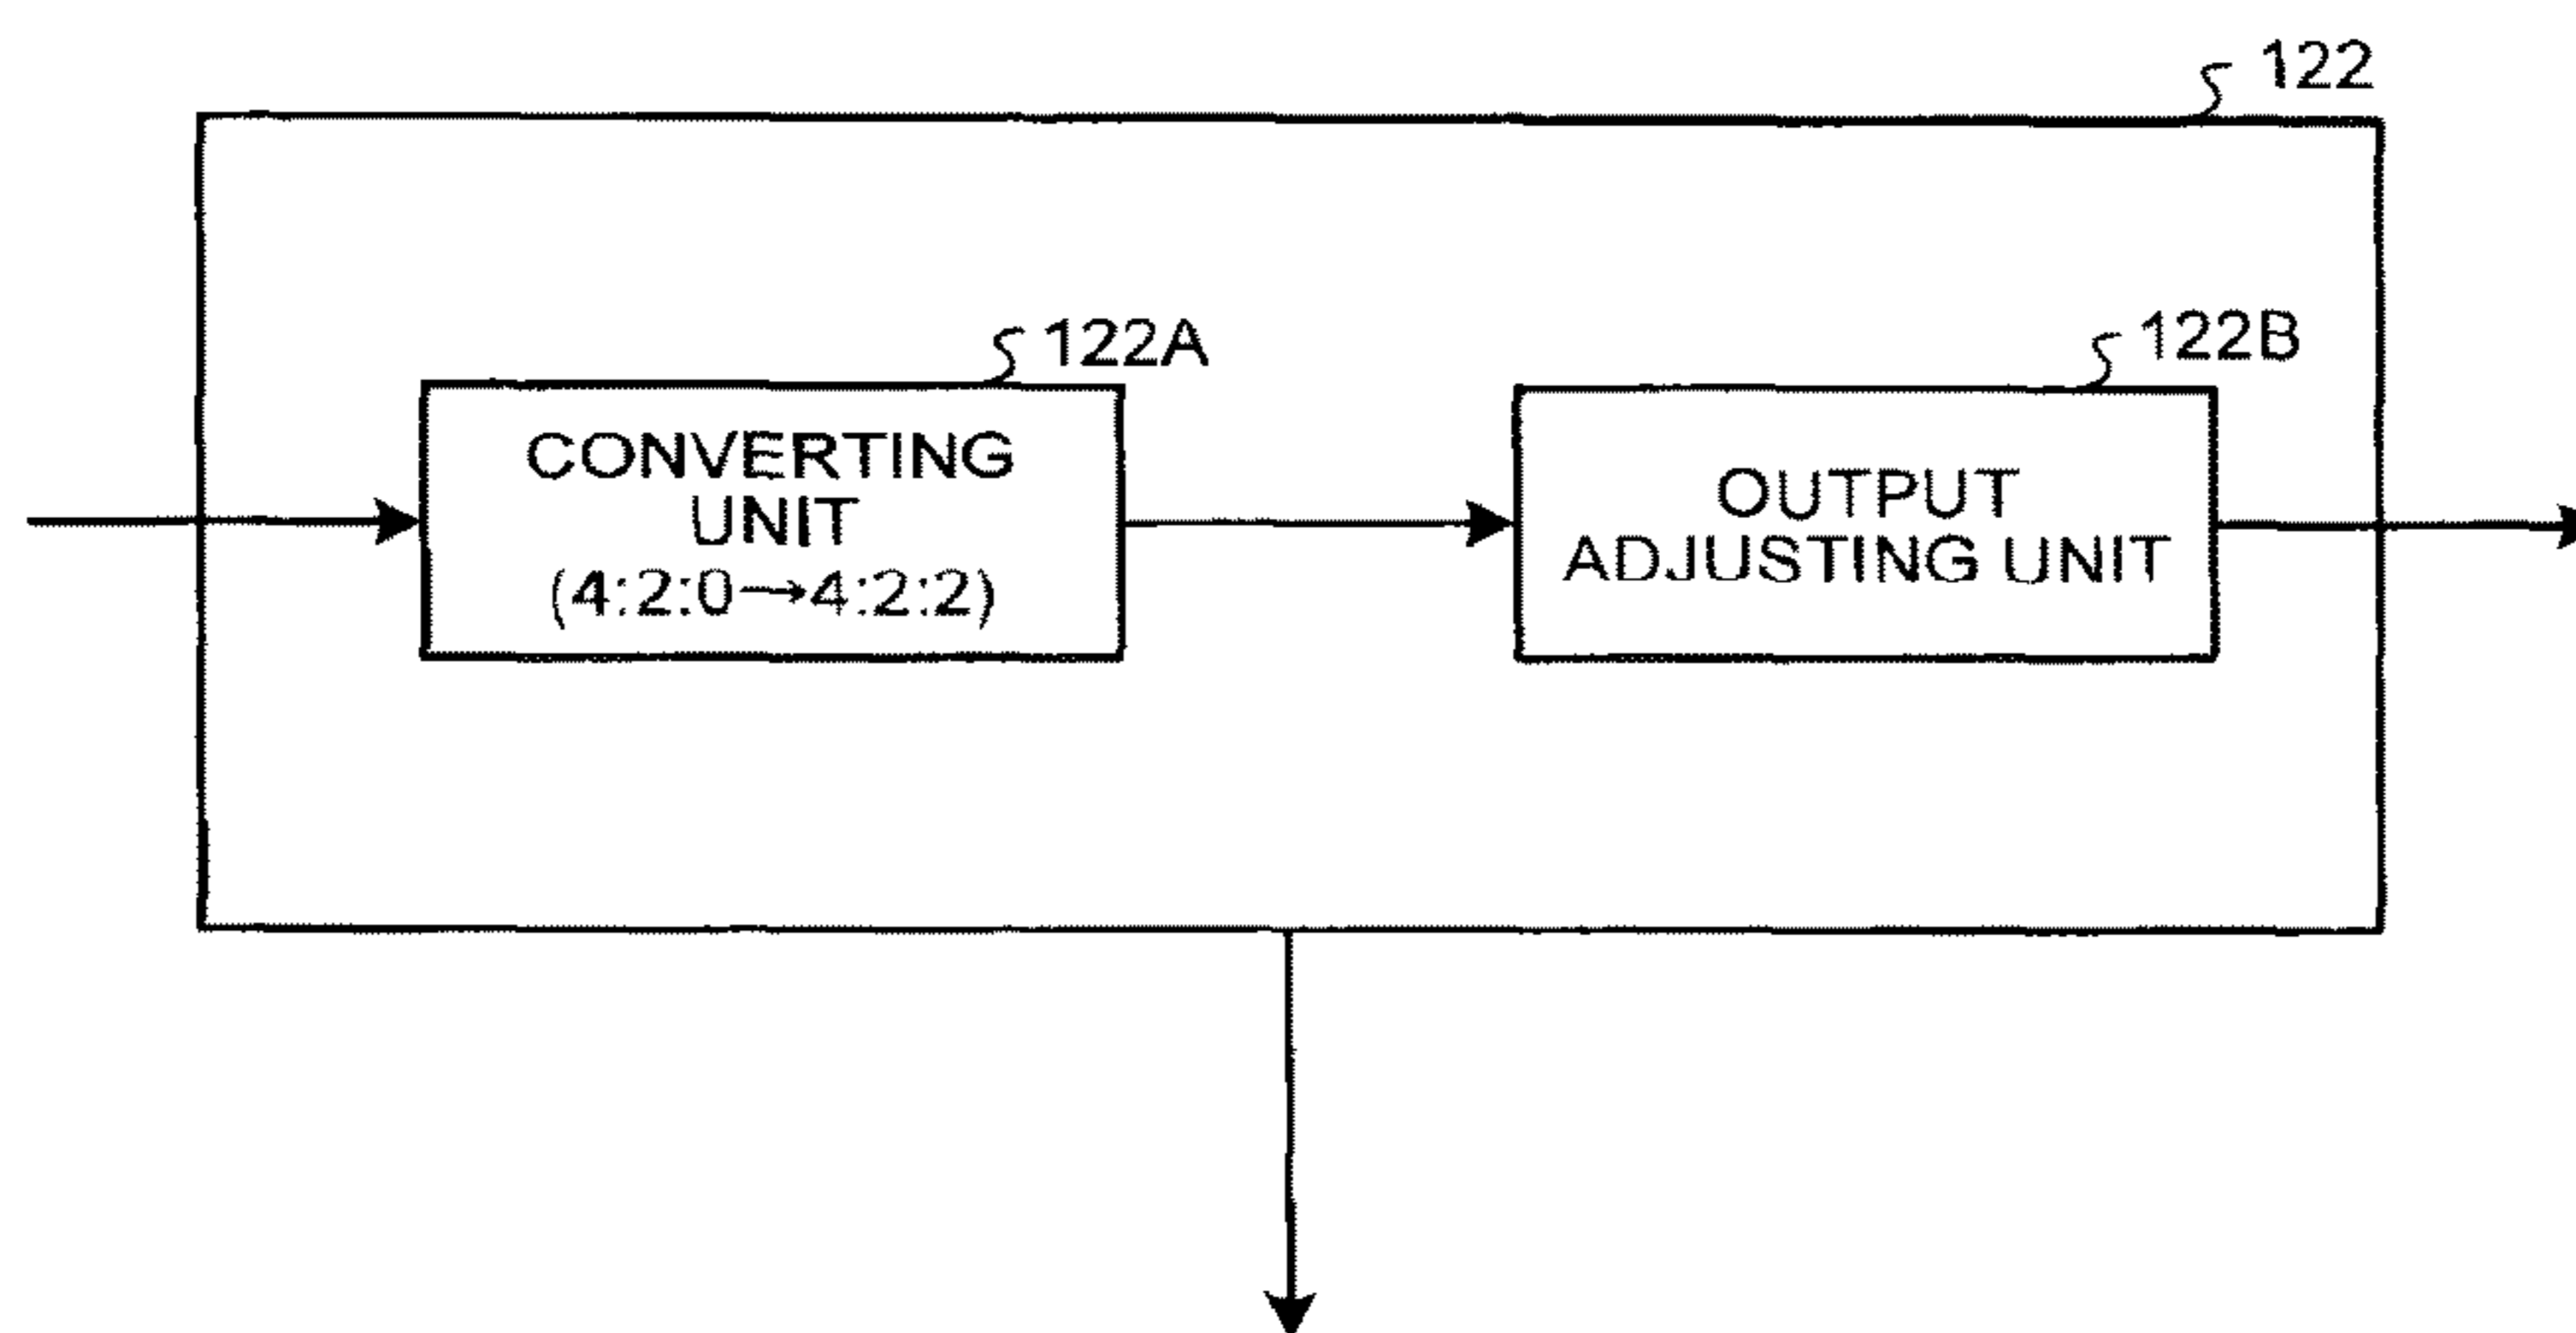 122
122A
122B
CONVERTING
UNIT
(4:2:0→4:2:2)
OUTPUT
ADJUSTING UNIT